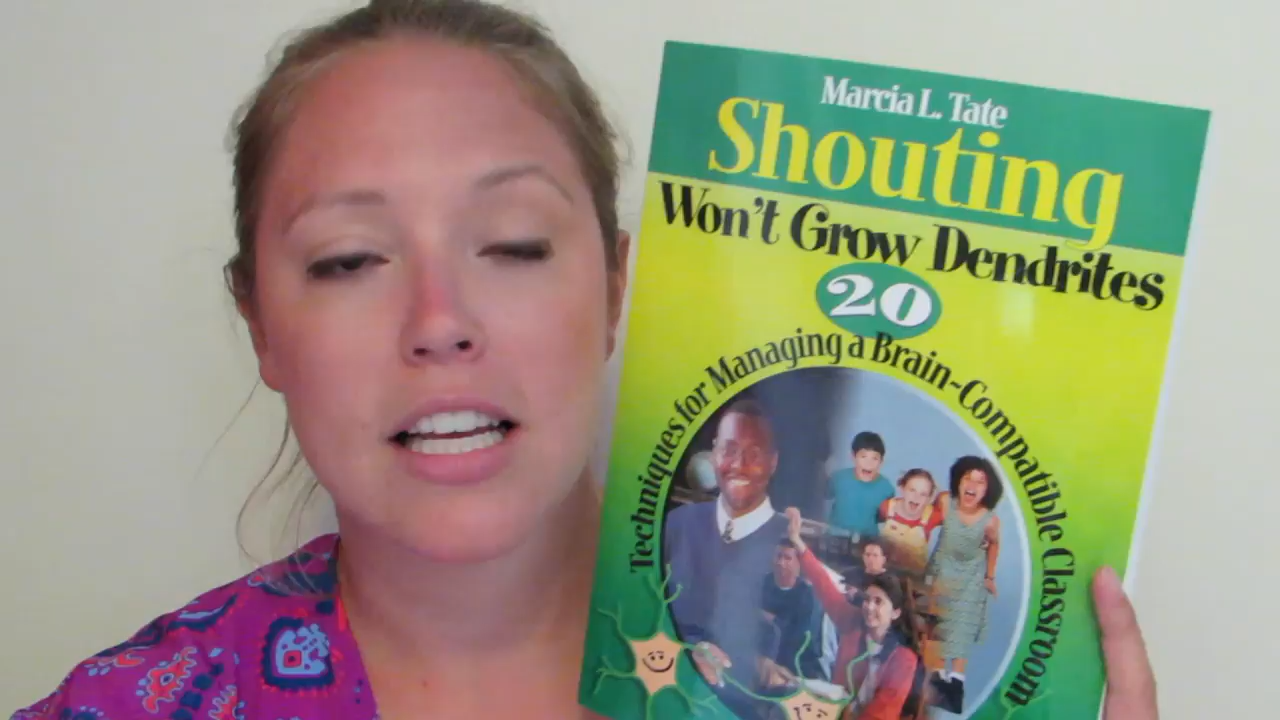 Marcia L. Tate
Shouting
Won't Grow Dendrites
20
Techniques for Managing a Brain-Compatible Classroom